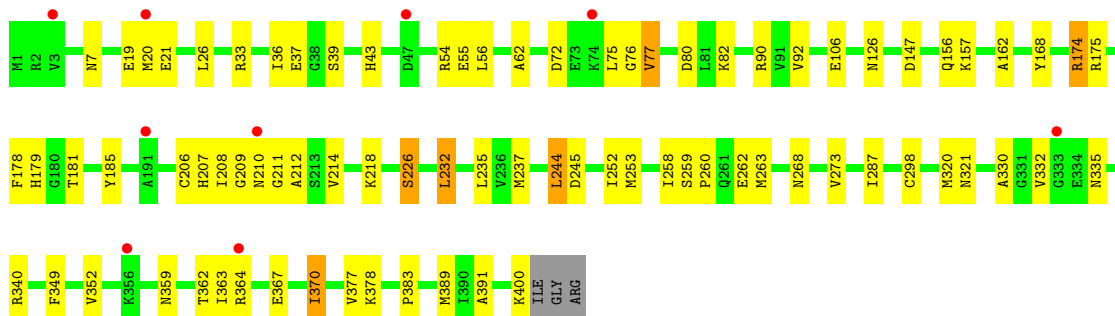 M1 R2 V3 N7 E19 M20 E21 L26 R33 I36 E37 G38 S39 H43 D47 R54 E55 L56 A62 D72 E73 K74 L75 G76 V77 D80 L81 K82 R90 V91 V92 E106 N126 D147 Q156 K157 A162 Y168 R174 R175
F178 H179 G180 T181 Y185 A191 C206 H207 I208 G209 N210 G211 A212 S213 V214 K218 S226 L232 L235 V236 M237 L244 D245 I252 M253 I258 S259 P260 Q261 E262 M263 N268 V273 I287 C298 M320 N321 A330 G331 V332 G333 E334 N335
R340 F349 V352 K356 N359 T362 I363 R364 E367 I370 V377 K378 P383 M389 I390 A391 K400 ILE GLY ARG